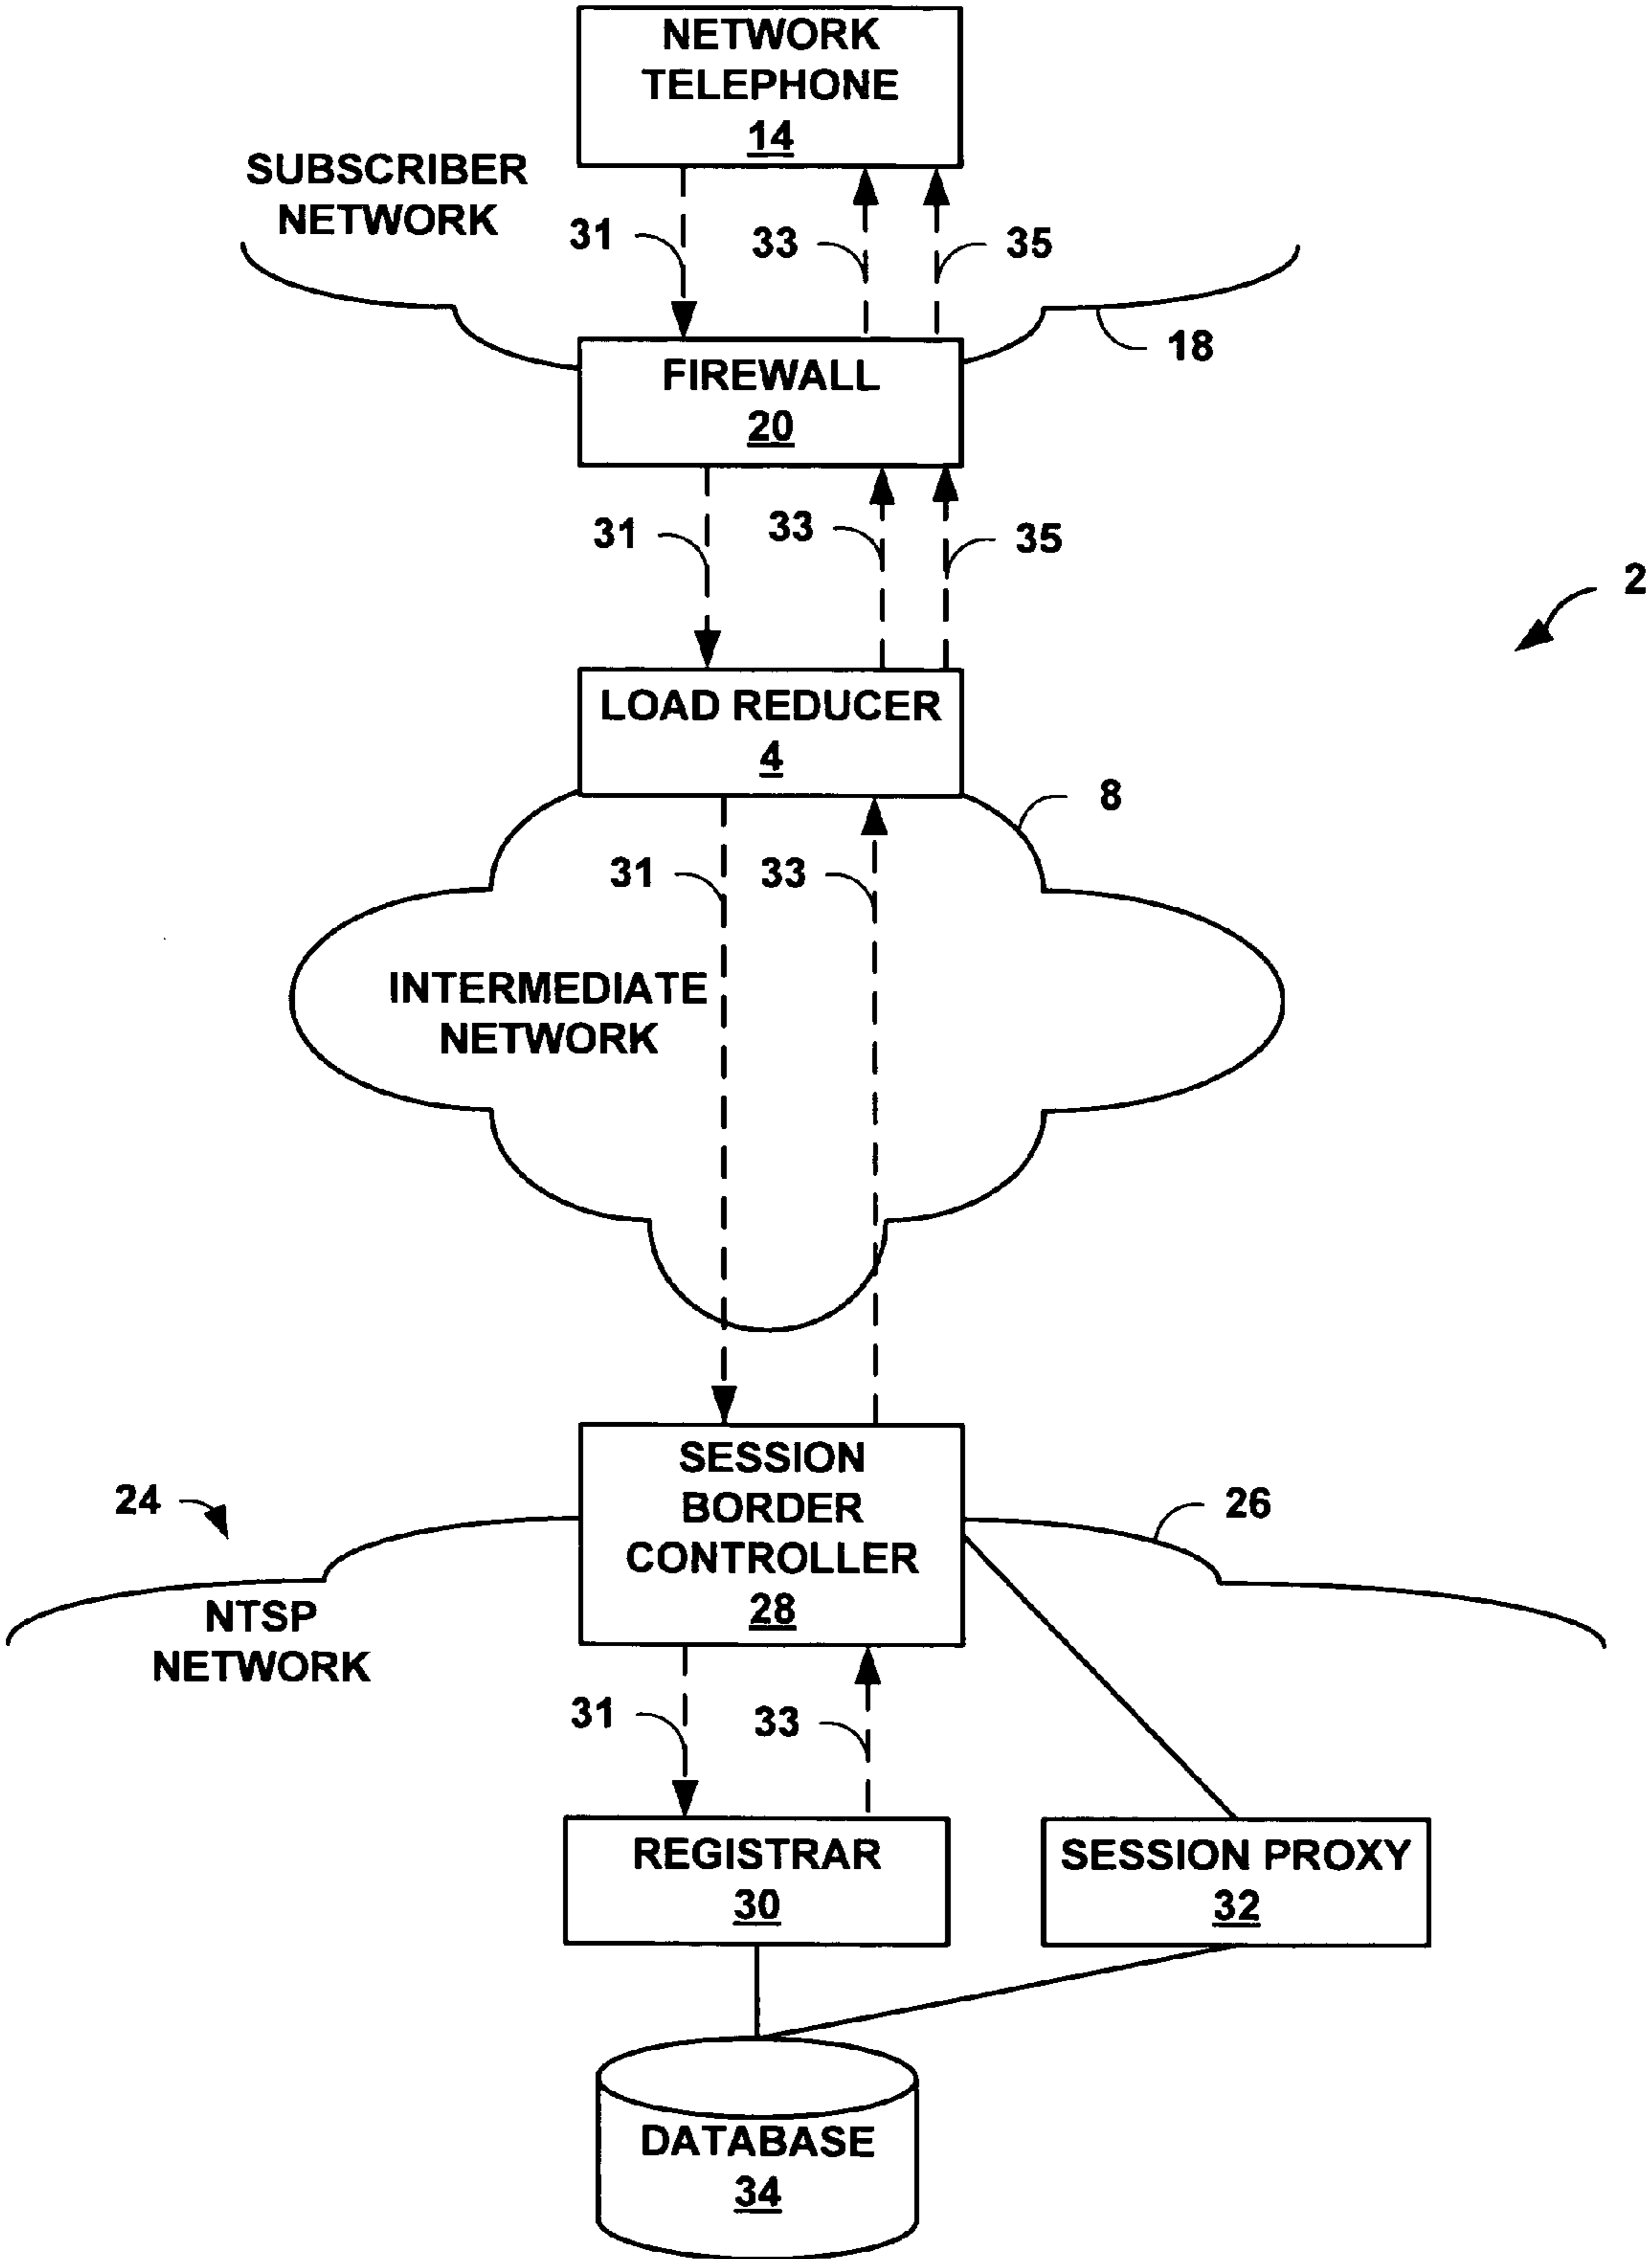 NETWORK
TELEPHONE
14
SUBSCRIBER
NETWORK
31
33
35
18
FIREWALL
20
31
33
35
2
LOAD REDUCER
4
8
31
33
INTERMEDIATE
NETWORK
SESSION
BORDER
CONTROLLER
28
24
26
NTSP
NETWORK
31
33
REGISTRAR
30
SESSION PROXY
32
DATABASE
34